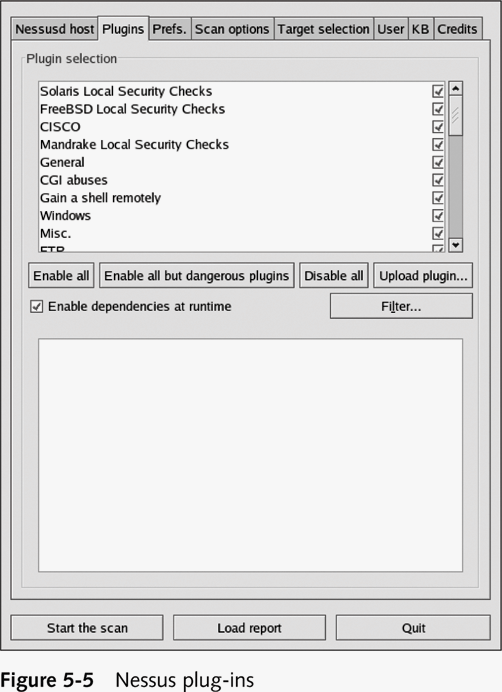 Nessusd host Plugins Prefs. Scan options Target selection User KB Credits
Plugin selection
Solaris Local Security Checks
FreeBSD Local Security Checks
CISCO
Mandrake Local Security Checks
General
CGI abuses
Gain a shell remotely
Windows
Misc.
FTP
Enable all Enable all but dangerous plugins Disable all Upload plugin...
Enable dependencies at runtime Filter...
Start the scan Load report Quit
Figure 5-5 Nessus plug-ins